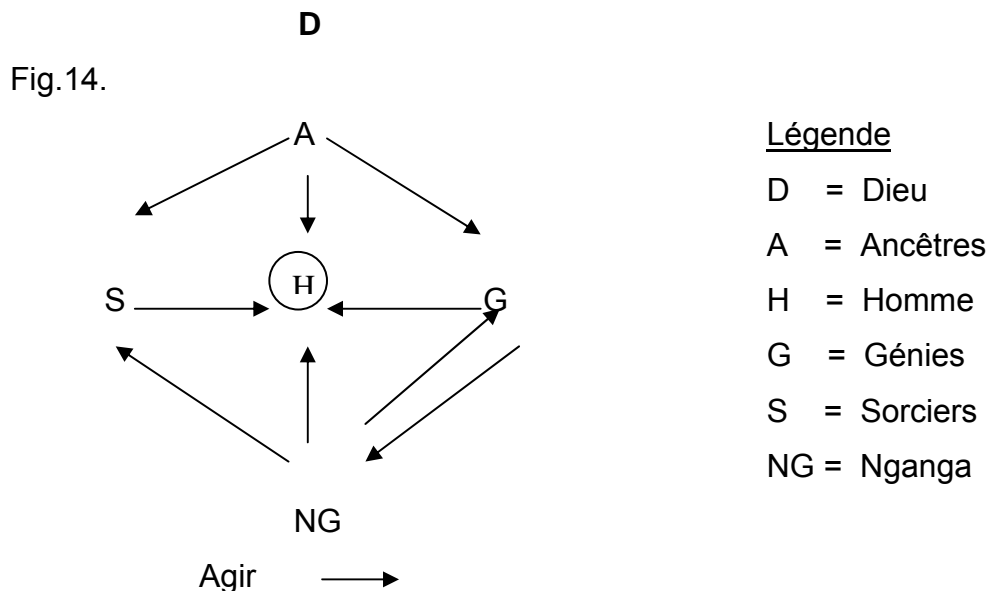 D
Fig.14.
A
S
H
G
NG
Agir
Légende
D = Dieu
A = Ancêtres
H = Homme
G = Génies
S = Sorciers
NG = Nganga